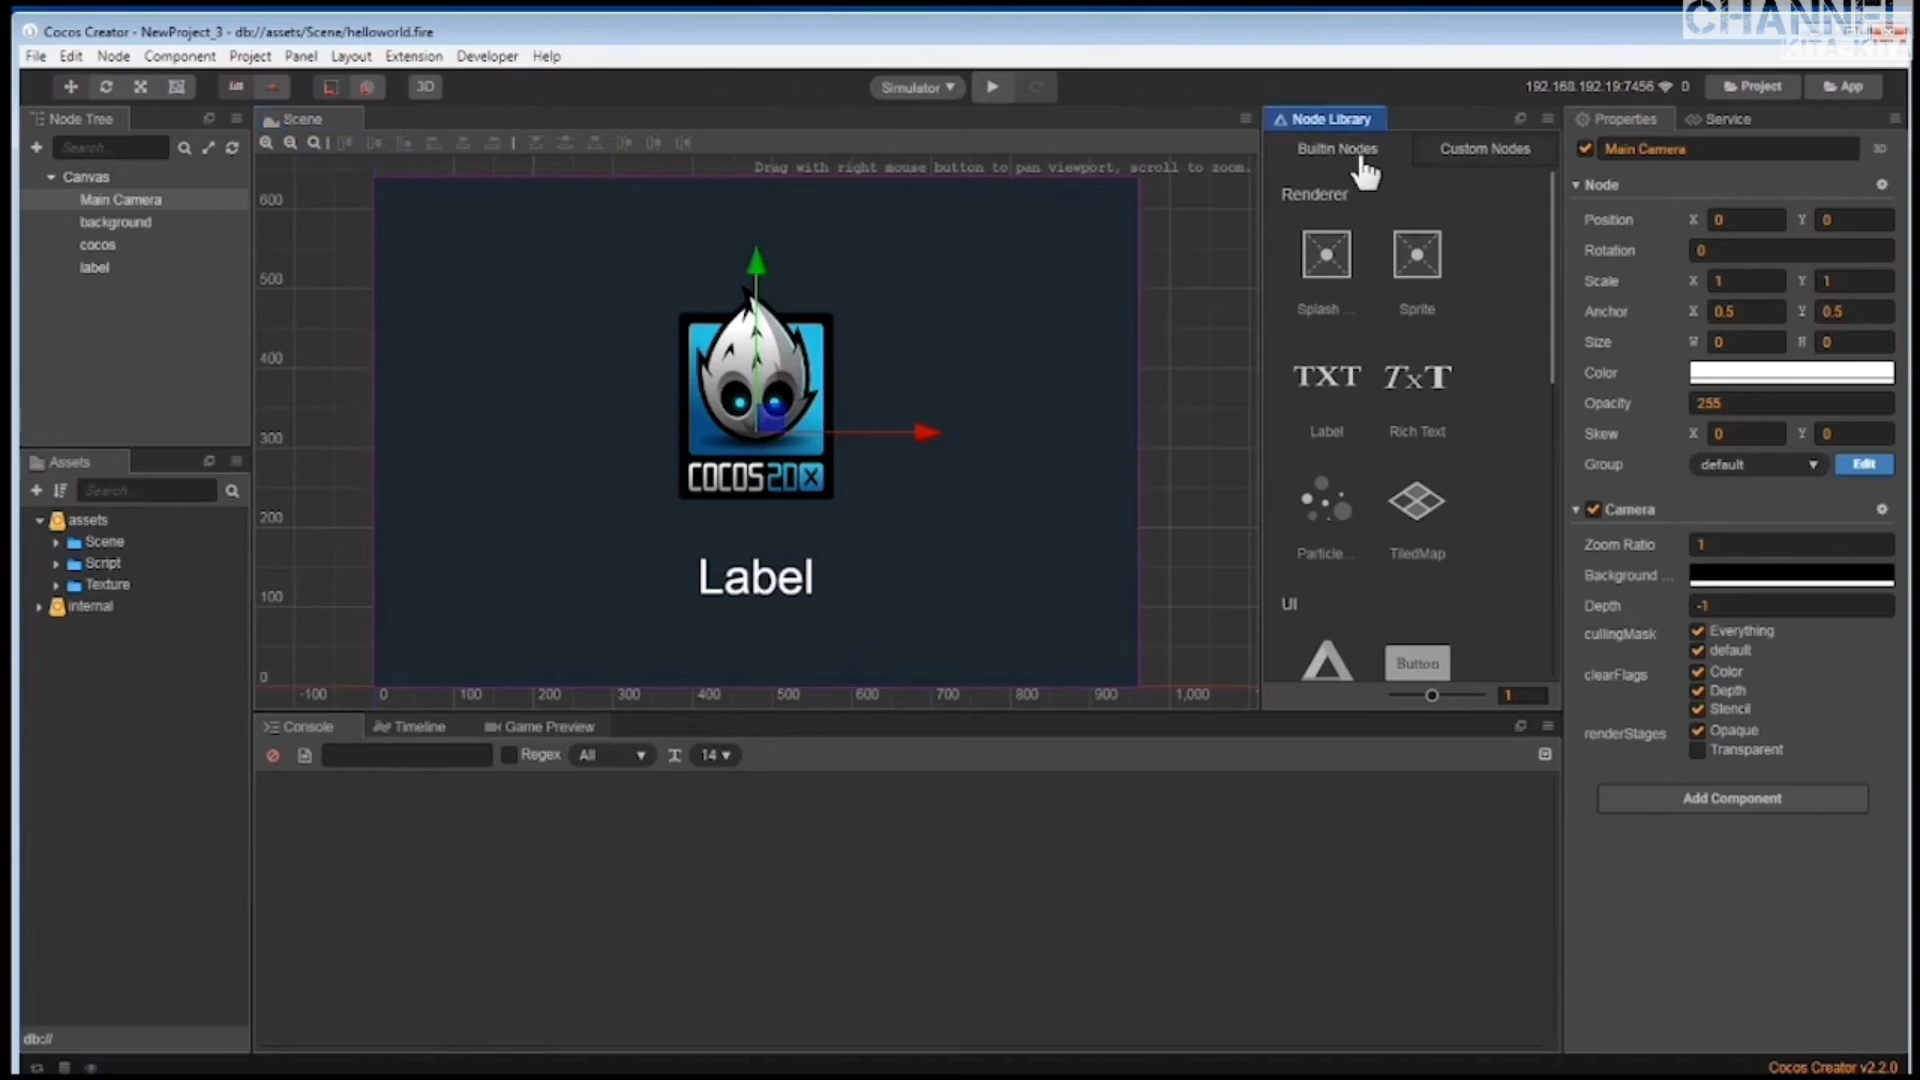 CHANNEL
KITA-KITA
Cocos Creator - NewProject_3 - db://assets/Scene/helloworld.fire
File Edit Node Component Project Panel Layout Extension Developer Help
3D
Simulator
192.168.192.19:7456 0
Project
App
Node Tree
Search...
Canvas
Main Camera
background
cocos
label
Assets
Search...
assets
Scene
Script
Texture
internal
db://
Scene
Drag with right mouse button to pan viewport, scroll to zoom.
600
500
400
300
200
100
0
COCOS2DX
Label
-100 0 100 200 300 400 500 600 700 800 900 1,000
Console Timeline Game Preview
Regex All 14
Node Library
Builtin Nodes Custom Nodes
Renderer
Splash ... Sprite
TXT TxT
Label Rich Text
Particle... TiledMap
UI
Button
1
Properties Service
Main Camera 3D
Node
Position X 0 Y 0
Rotation 0
Scale X 1 Y 1
Anchor X 0.5 Y 0.5
Size W 0 H 0
Color
Opacity 255
Skew X 0 Y 0
Group default Edit
Camera
Zoom Ratio 1
Background ...
Depth -1
cullingMask Everything
default
clearFlags Color
Depth
Stencil
renderStages Opaque
Transparent
Add Component
Cocos Creator v2.2.0